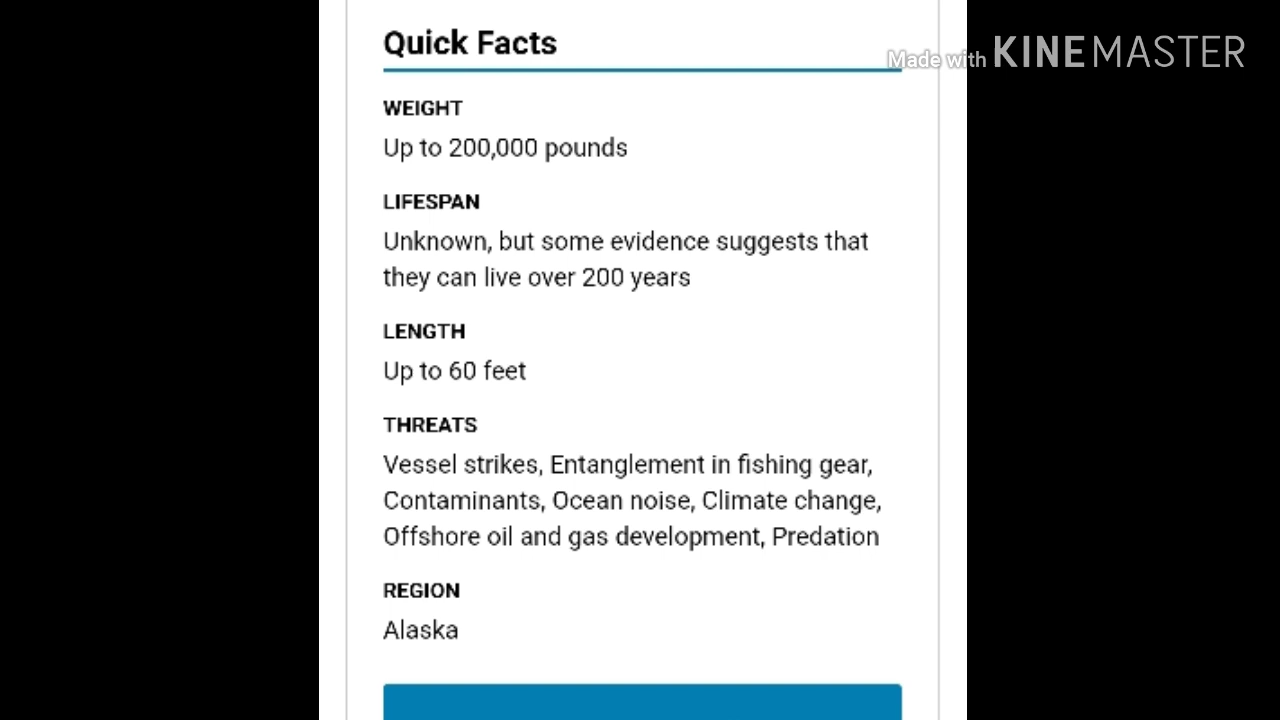 Quick Facts
Made with KINEMASTER
WEIGHT
Up to 200,000 pounds
LIFESPAN
Unknown, but some evidence suggests that
they can live over 200 years
LENGTH
Up to 60 feet
THREATS
Vessel strikes, Entanglement in fishing gear,
Contaminants, Ocean noise, Climate change,
Offshore oil and gas development, Predation
REGION
Alaska